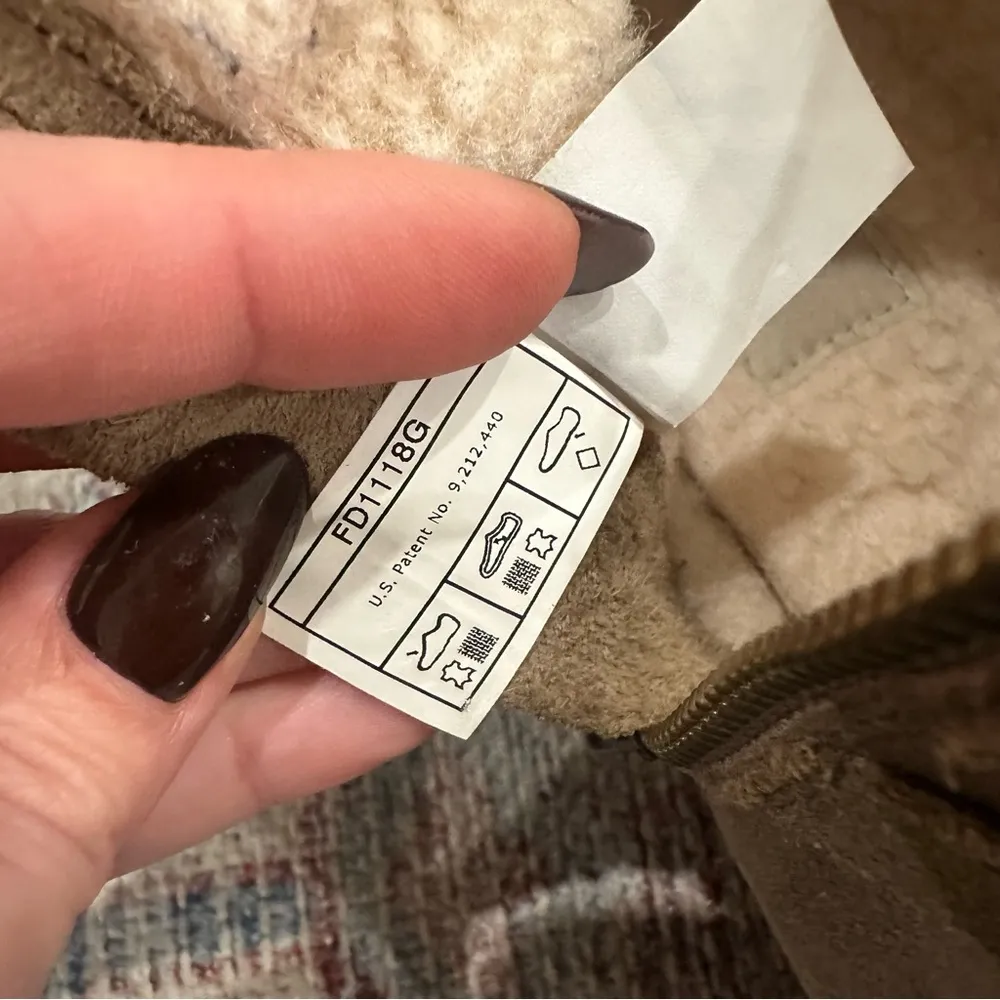 FD1118G
U.S. Patent No. 9,212,440